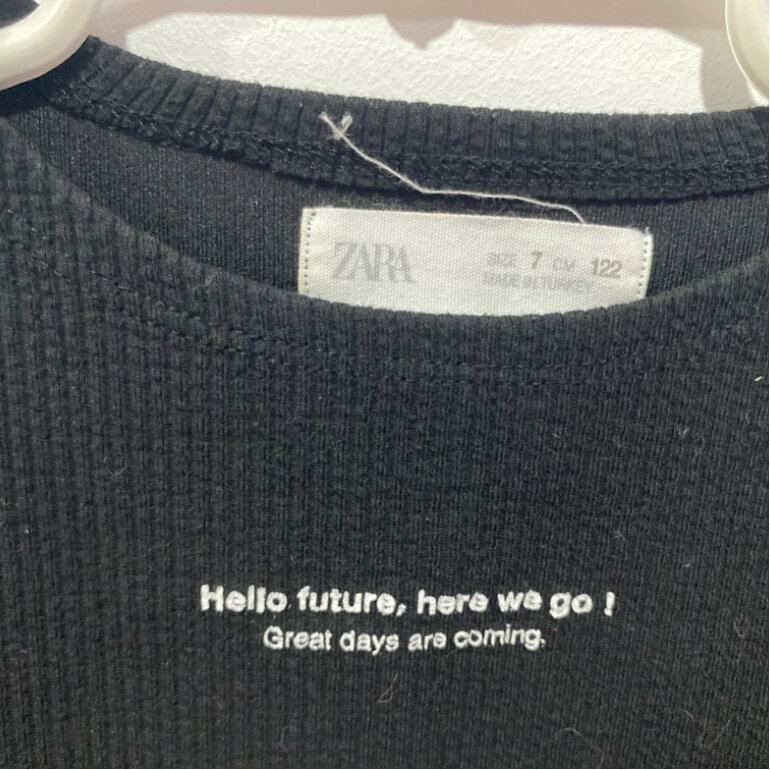 ZARA
SIZE 7 CM 122
MADE IN TURKEY
Hello future, here we go !
Great days are coming.